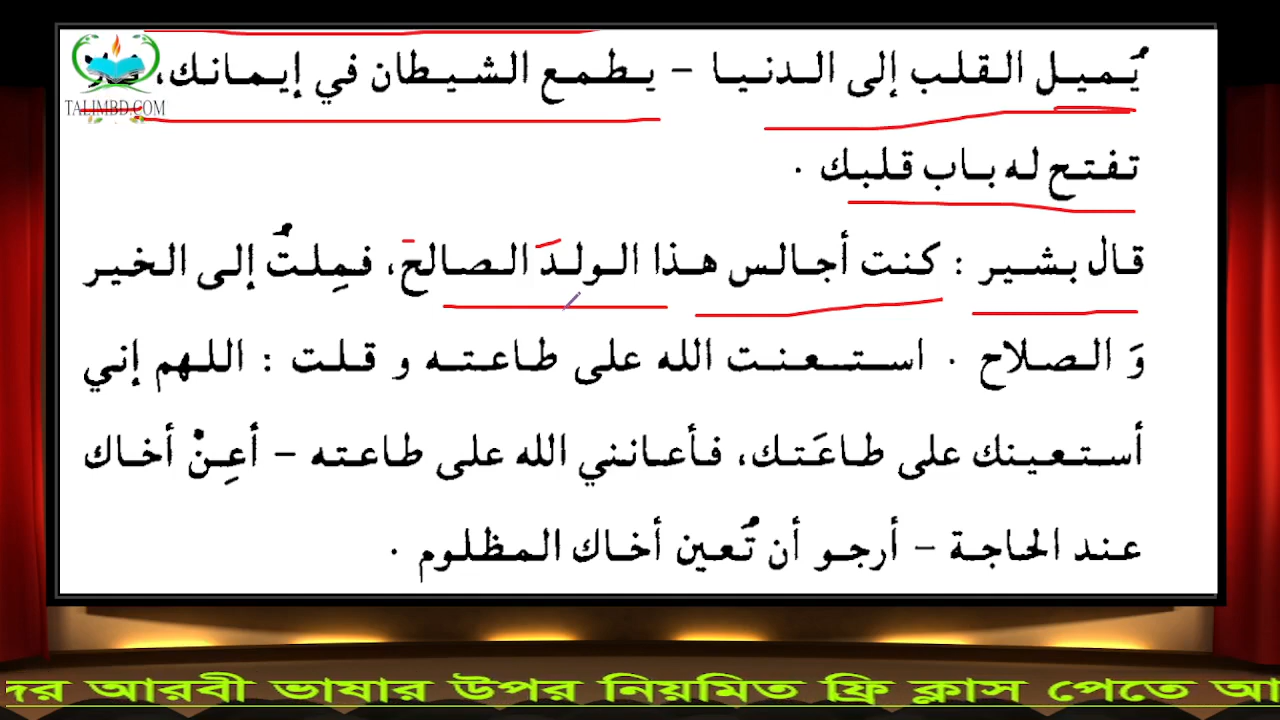 يُميل القلب إلى الدنيا – يطمع الشيطان في إيمانك،
TALIMBD.COM
تفتح له باب قلبك .
قال بشير : كنت أجالس هذا الولدَ الصالحَ، فمِلتُ إلى الخير
وَ الصلاح . استعنت الله على طاعته و قلت : اللهم إني
أستعينك على طاعَتك، فأعانني الله على طاعته – أَعِنْ أخاك
عند الحاجة – أرجو أن تُعين أخاك المظلوم .
দর আরবী ভাষার উপর নিয়মিত ফ্রি ক্লাস পেতে আ